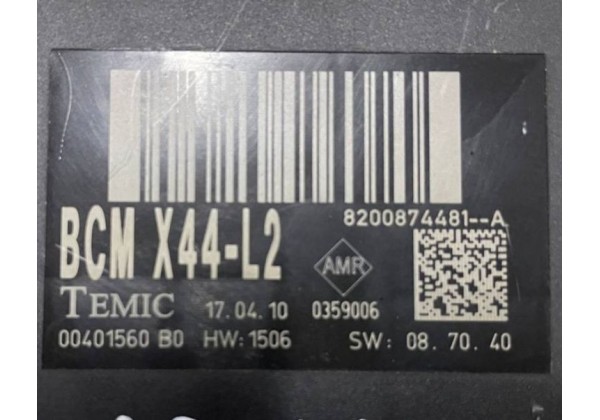 8200874481--A
BCM X44-L2
AMR
TEMIC 17.04.10 0359006
00401560 B0 HW:1506 SW: 08.70.40